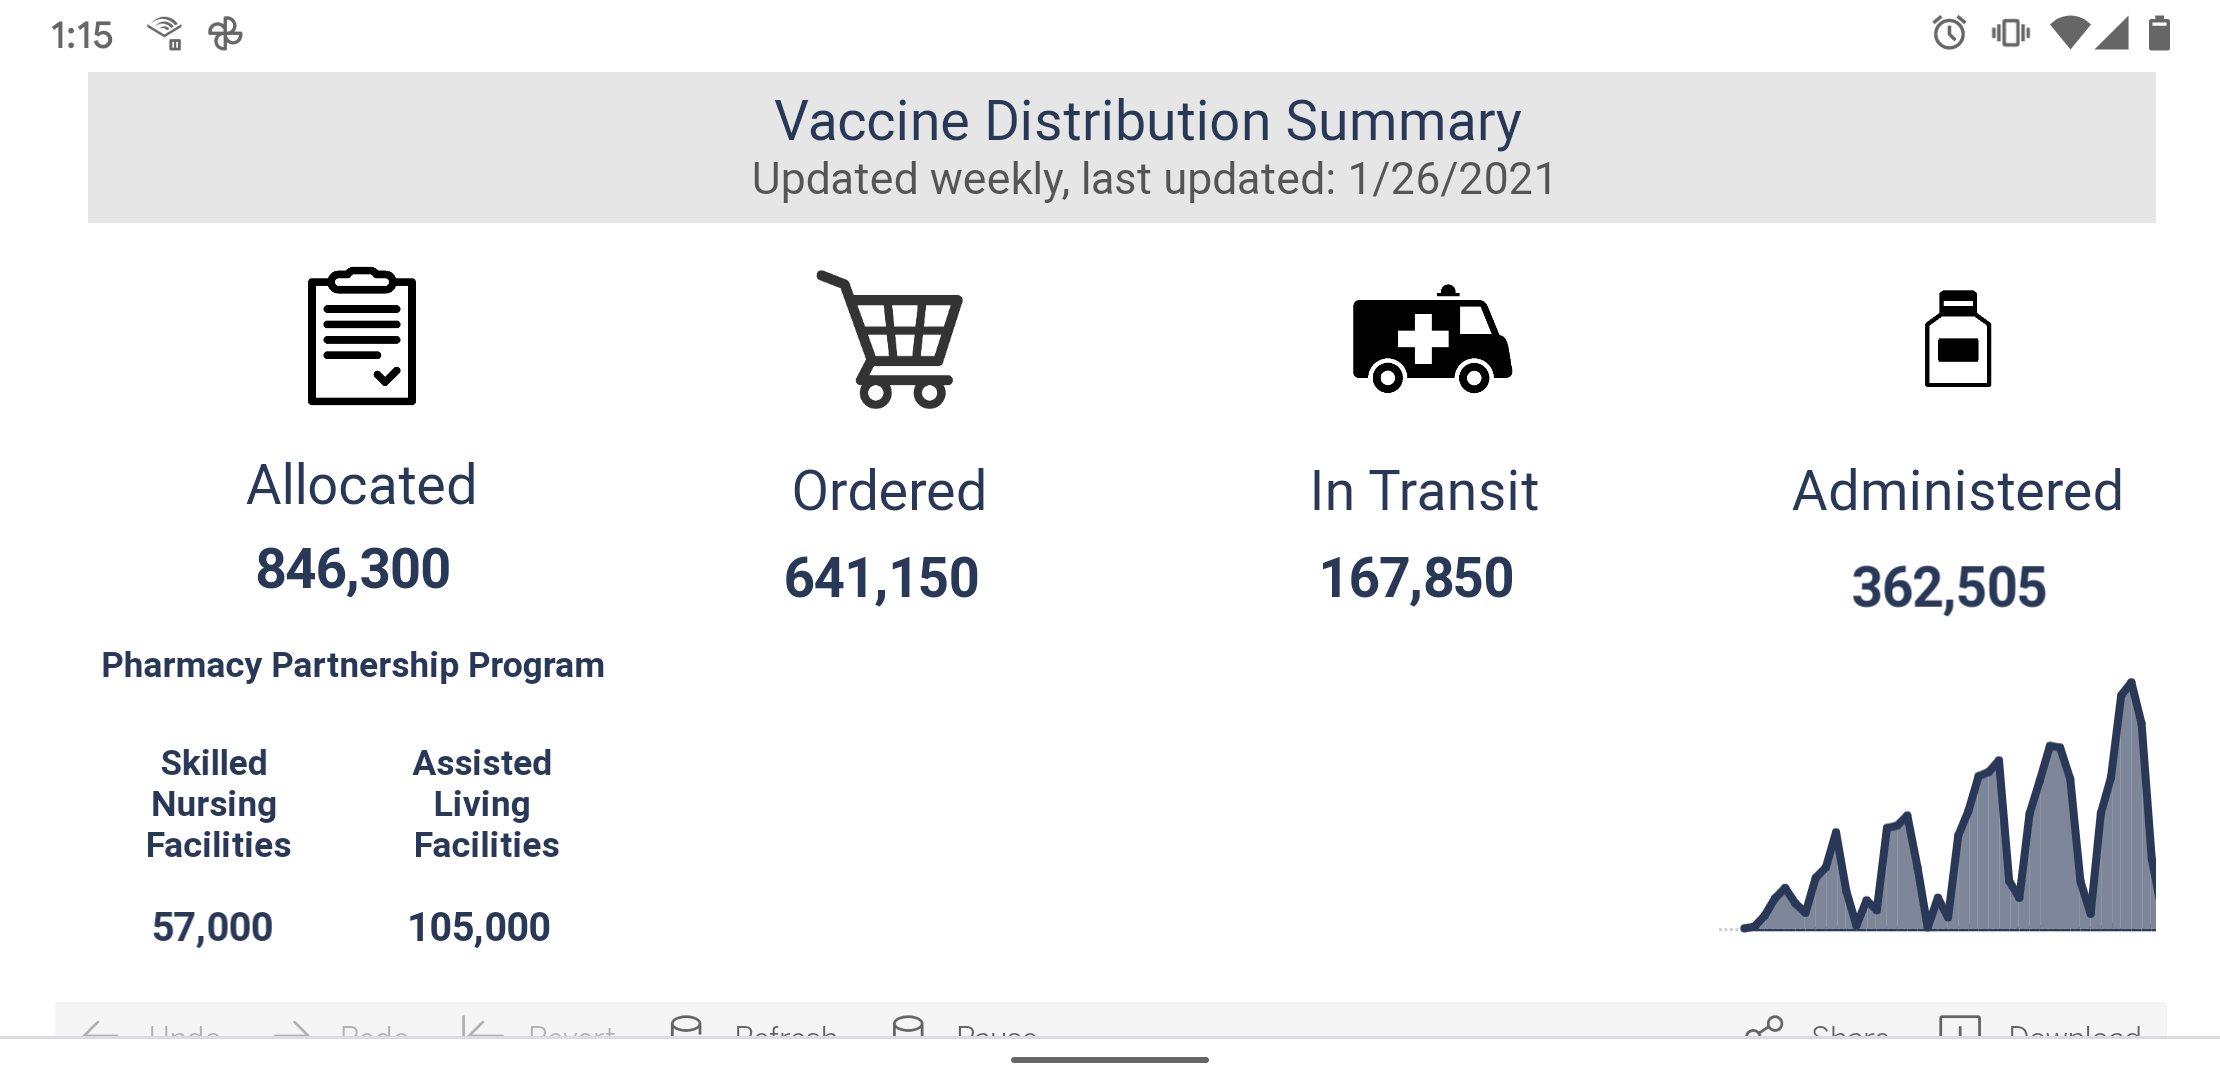 1:15
Vaccine Distribution Summary
Updated weekly, last updated: 1/26/2021
Allocated
846,300
Ordered
641,150
In Transit
167,850
Administered
362,505
Pharmacy Partnership Program
Skilled
Nursing
Facilities
57,000
Assisted
Living
Facilities
105,000
Undo
Redo
Revert
Refresh
Pause
Share
Download